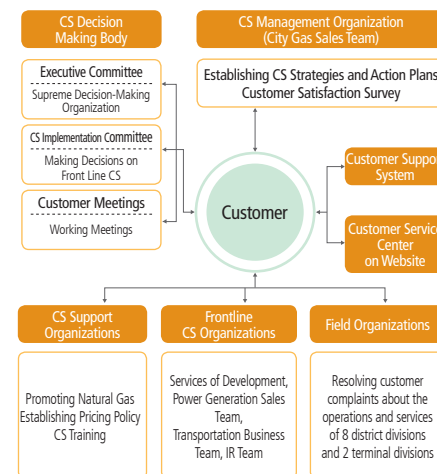 CS Decision
Making Body
CS Management Organization
(City Gas Sales Team)
Executive Committee
Supreme Decision-Making
Organization
CS Implementation Committee
Making Decisions on
Front Line CS
Customer Meetings
Working Meetings
Establishing CS Strategies and Action Plans
Customer Satisfaction Survey
Customer
Customer Support
System
Customer Service
Center
on Website
CS Support
Organizations
Frontline
CS Organizations
Field Organizations
Promoting Natural Gas
Establishing Pricing Policy
CS Training
Services of Development,
Power Generation Sales
Team,
Transportation Business
Team, IR Team
Resolving customer
complaints about the
operations and services
of 8 district divisions
and 2 terminal divisions